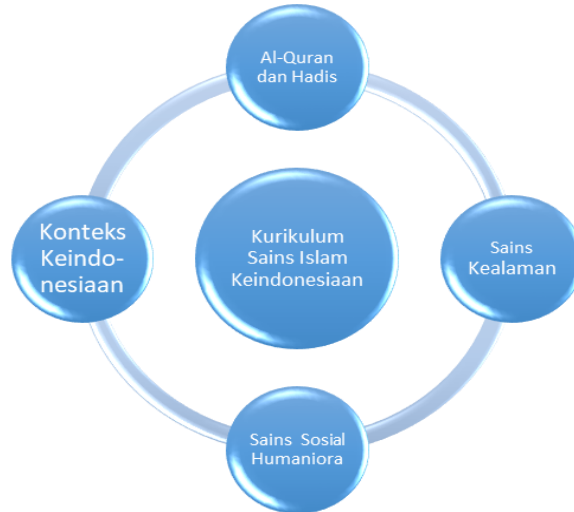 Al-Quran
dan Hadis
Konteks
Keindo-
nesiaan
Kurikulum
Sains Islam
Keindonesiaan
Sains
Kealaman
Sains Sosial
Humaniora